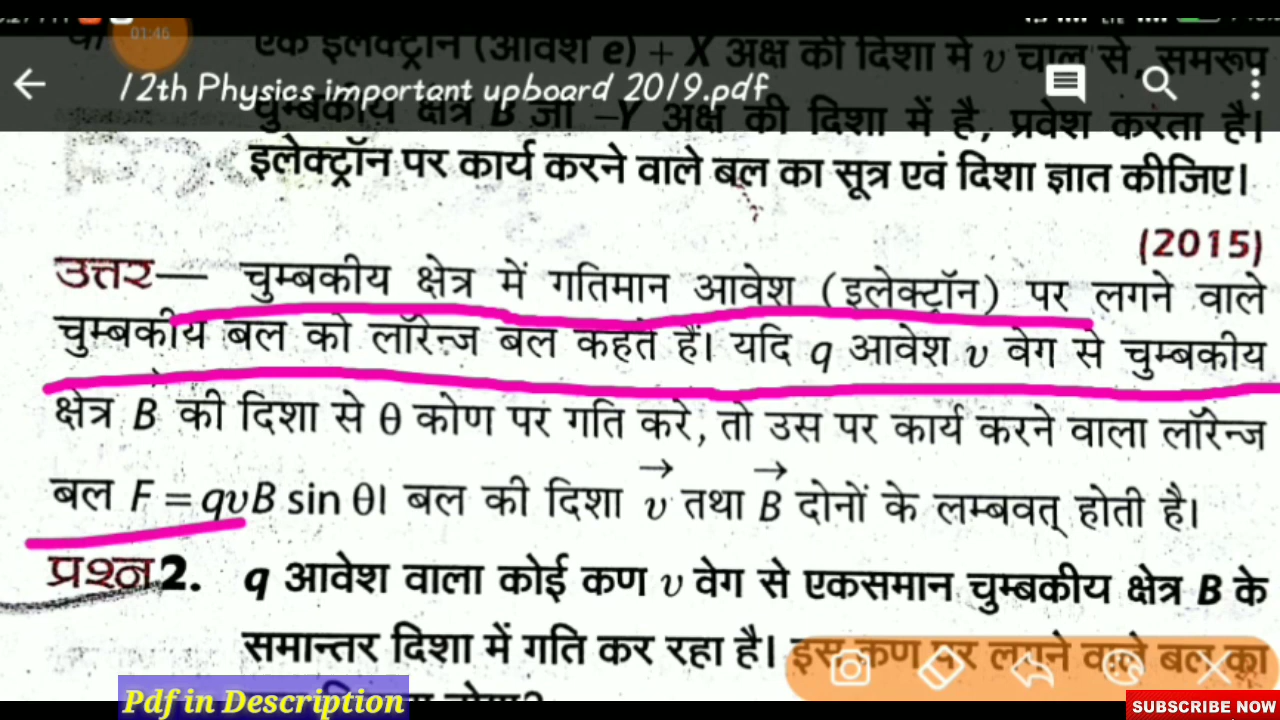 01:46
एक इलेक्ट्रॉन (आवेश e) + X अक्ष की दिशा में v चाल से, समरूप
12th Physics important upboard 2019.pdf
चुम्बकीय क्षेत्र B जो –Y अक्ष की दिशा में है, प्रवेश करता है।
इलेक्ट्रॉन पर कार्य करने वाले बल का सूत्र एवं दिशा ज्ञात कीजिए।
(2015)
उत्तर— चुम्बकीय क्षेत्र में गतिमान आवेश (इलेक्ट्रॉन) पर लगने वाले
चुम्बकीय बल को लॉरेन्ज बल कहते हैं। यदि q आवेश v वेग से चुम्बकीय
क्षेत्र B की दिशा से θ कोण पर गति करे, तो उस पर कार्य करने वाला लॉरेन्ज
बल F = qvB sin θ। बल की दिशा v⃗ तथा B⃗ दोनों के लम्बवत् होती है।
प्रश्न 2. q आवेश वाला कोई कण v वेग से एकसमान चुम्बकीय क्षेत्र B के
समान्तर दिशा में गति कर रहा है। इस कण पर लगने वाले बल का
Pdf in Description
SUBSCRIBE NOW